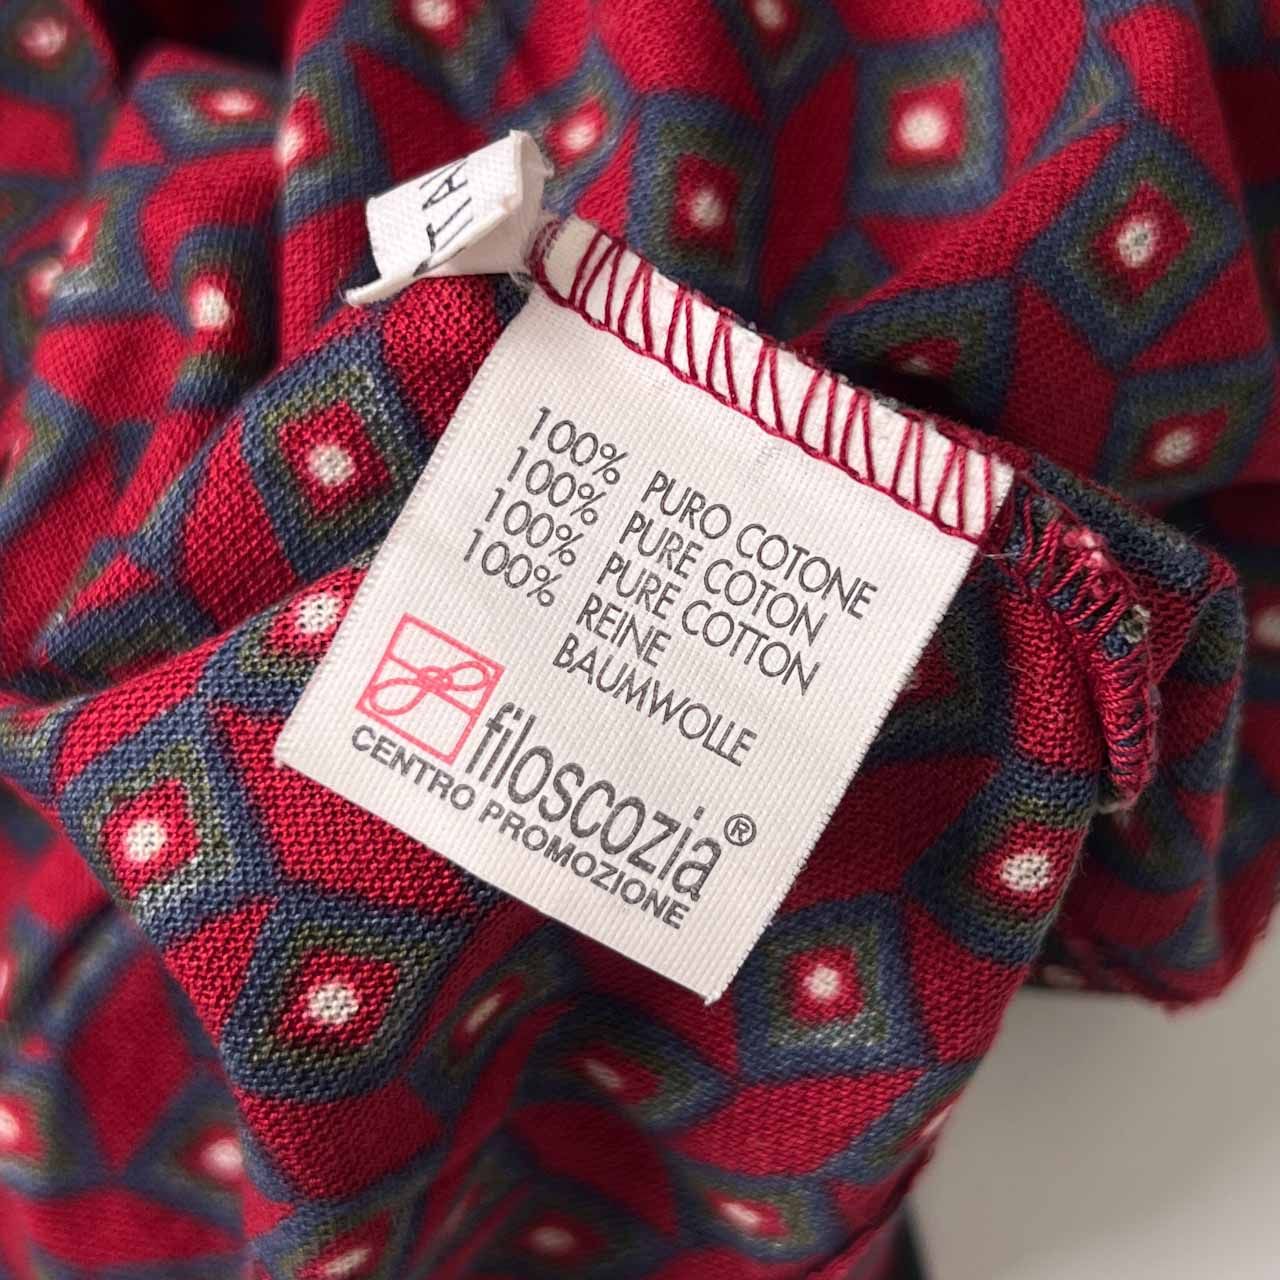 100% PURO COTONE
100% PURE COTON
100% PURE COTTON
100% REINE
BAUMWOLLE
filoscozia®
CENTRO PROMOZIONE